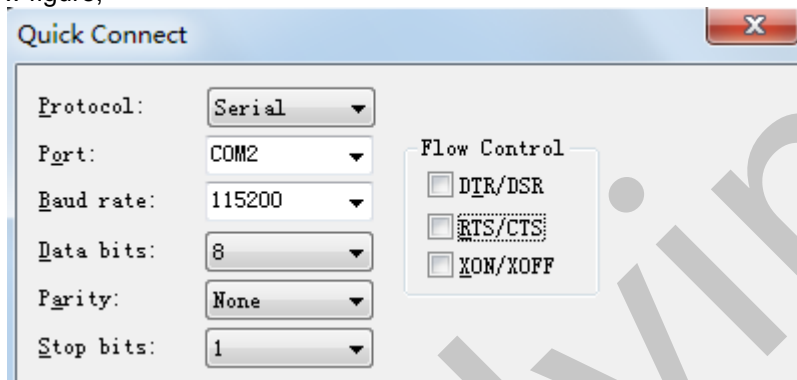 figure,
Quick Connect
Protocol: Serial
Port: COM2
Baud rate: 115200
Data bits: 8
Parity: None
Stop bits: 1
Flow Control
DTR/DSR
RTS/CTS
XON/XOFF